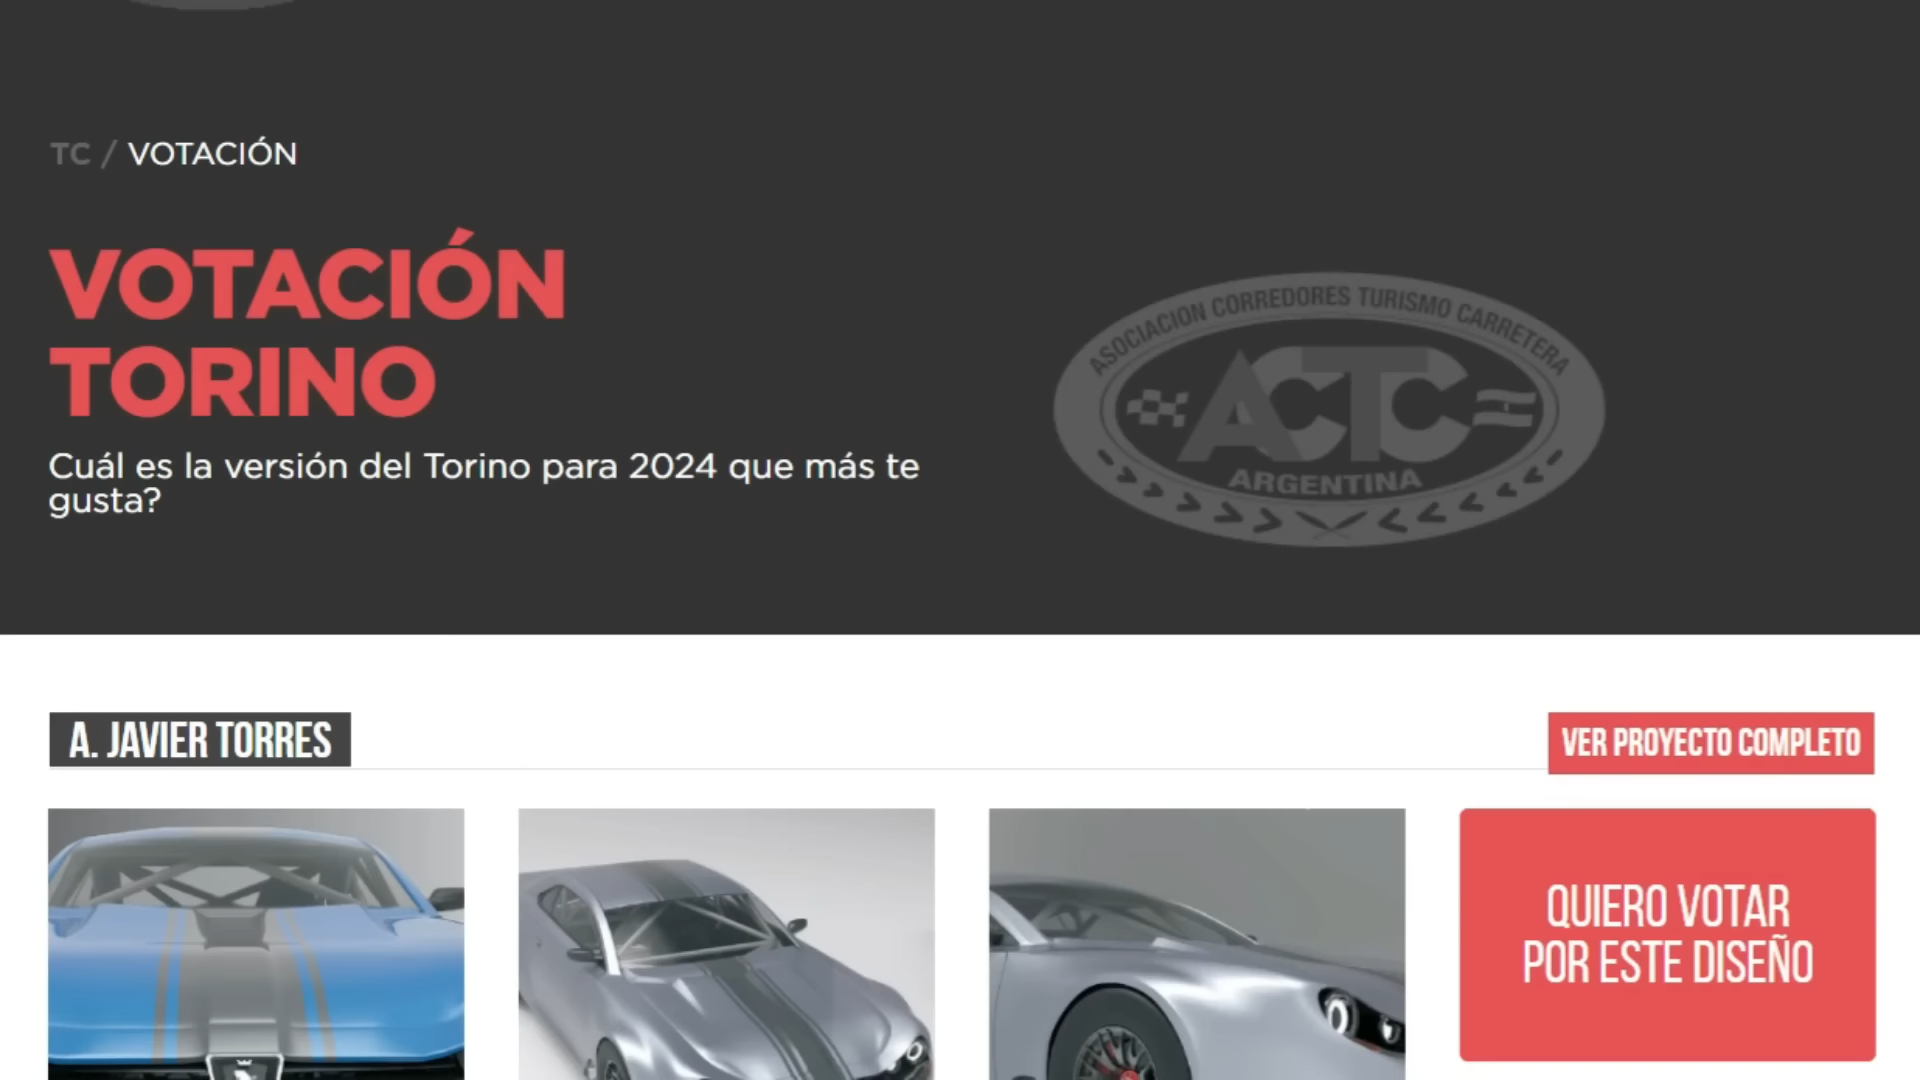 TC / VOTACIÓN
VOTACIÓN
TORINO
Cuál es la versión del Torino para 2024 que más te
gusta?
ASOCIACION CORREDORES TURISMO CARRETERA
ACTC
ARGENTINA
A. JAVIER TORRES
VER PROYECTO COMPLETO
QUIERO VOTAR
POR ESTE DISEÑO